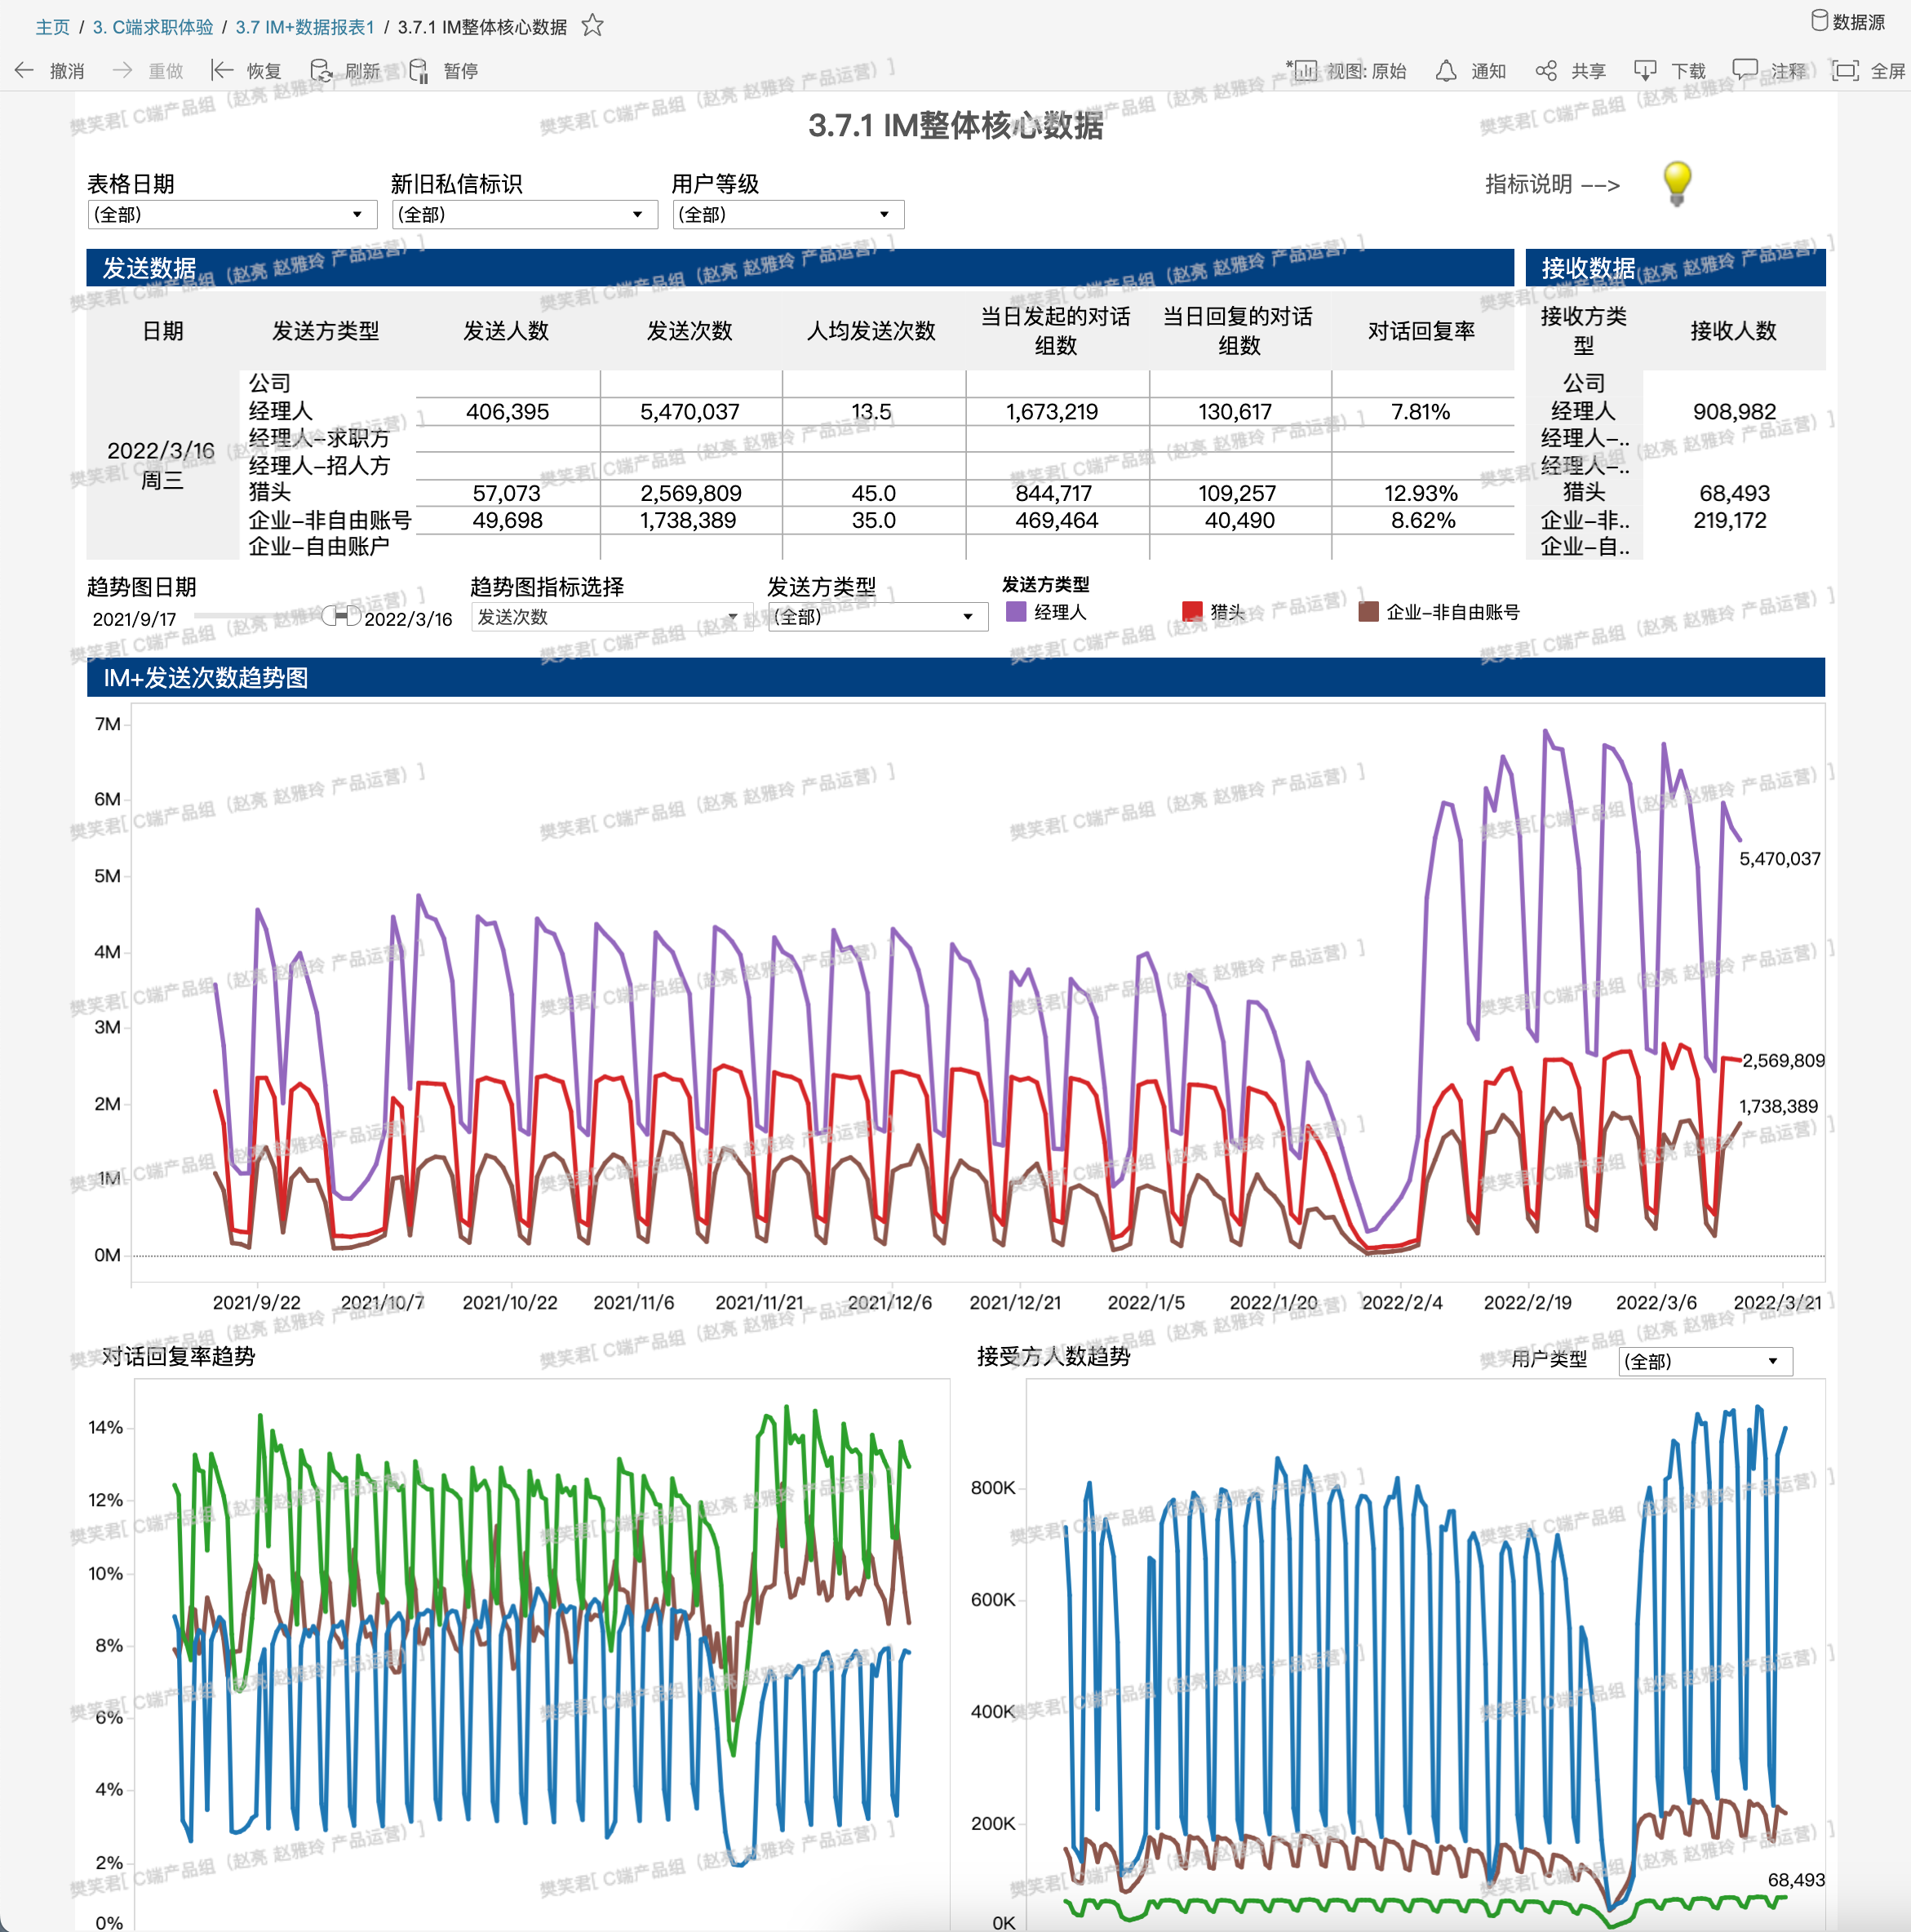 主页 / 3. C端求职体验 / 3.7 IM+数据报表1 / 3.7.1 IM整体核心数据
数据源
撤消 重做 恢复 刷新 暂停
视图: 原始 通知 共享 下载 注释 全屏
3.7.1 IM整体核心数据
表格日期 新旧私信标识 用户等级
(全部) (全部) (全部)
指标说明 -->
发送数据 接收数据
日期 发送方类型 发送人数 发送次数 人均发送次数 当日发起的对话组数 当日回复的对话组数 对话回复率 接收方类型 接收人数
公司 公司
经理人 406,395 5,470,037 13.5 1,673,219 130,617 7.81% 经理人 908,982
经理人-求职方 经理人-..
2022/3/16
周三
经理人-招人方 经理人-..
猎头 57,073 2,569,809 45.0 844,717 109,257 12.93% 猎头 68,493
企业-非自由账号 49,698 1,738,389 35.0 469,464 40,490 8.62% 企业-非.. 219,172
企业-自由账户 企业-自..
趋势图日期 趋势图指标选择 发送方类型 发送方类型
2021/9/17 2022/3/16 发送次数 (全部) 经理人 猎头 企业-非自由账号
IM+发送次数趋势图
7M
6M
5M
4M
3M
2M
1M
0M
5,470,037
2,569,809
1,738,389
2021/9/22 2021/10/7 2021/10/22 2021/11/6 2021/11/21 2021/12/6 2021/12/21 2022/1/5 2022/1/20 2022/2/4 2022/2/19 2022/3/6 2022/3/21
对话回复率趋势
14%
12%
10%
8%
6%
4%
2%
0%
接受方人数趋势 用户类型 (全部)
800K
600K
400K
200K
0K
68,493
樊笑君[ C端产品组（赵亮 赵雅玲 产品运营）]